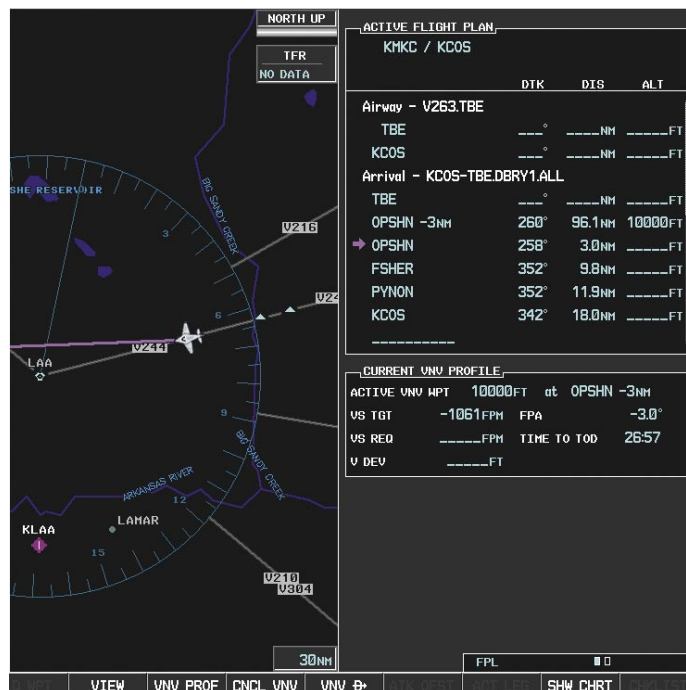 NORTH UP
TFR
NO DATA
SHE RESERVOIR
BIG SANDY CREEK
V216
3
6
V244
LAA
9
BIG SANDY CREEK
ARKANSAS RIVER
12
KLAA
LAMAR
15
V210
V304
30NM
ACTIVE FLIGHT PLAN
KMKC / KCOS
DTK DIS ALT
Airway - V263.TBE
TBE ___° ____NM _____FT
KCOS ___° ____NM _____FT
Arrival - KCOS-TBE.DBRY1.ALL
TBE ___° ____NM _____FT
OPSHN -3NM 260° 96.1NM 10000FT
OPSHN 258° 3.0NM _____FT
FSHER 352° 9.8NM _____FT
PYNON 352° 11.9NM _____FT
KCOS 342° 18.0NM _____FT
__________
CURRENT VNV PROFILE
ACTIVE VNV WPT 10000FT at OPSHN -3NM
VS TGT -1061FPM FPA -3.0°
VS REQ _____FPM TIME TO TOD 26:57
V DEV _____FT
FPL
VIEW VNV PROF CNCL VNV VNV D→ SHW CHRT